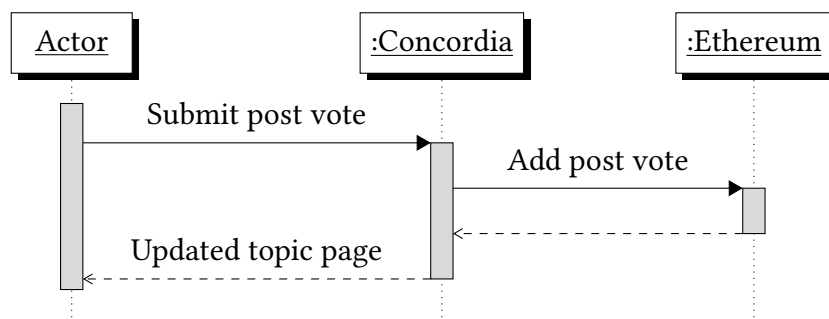 Actor
:Concordia
:Ethereum
Submit post vote
Add post vote
Updated topic page